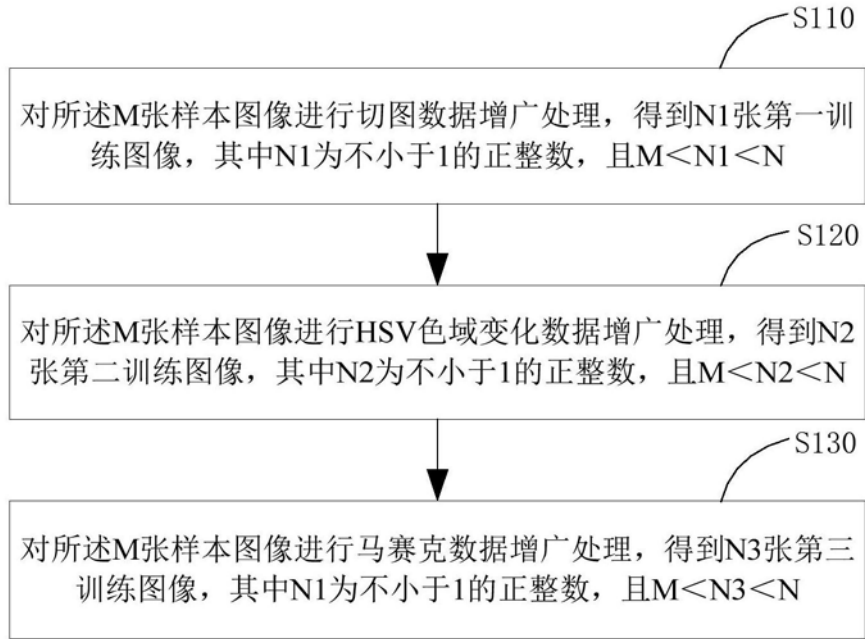 S110
对所述M张样本图像进行切图数据增广处理，得到N1张第一训
练图像，其中N1为不小于1的正整数，且M＜N1＜N
S120
对所述M张样本图像进行HSV色域变化数据增广处理，得到N2
张第二训练图像，其中N2为不小于1的正整数，且M＜N2＜N
S130
对所述M张样本图像进行马赛克数据增广处理，得到N3张第三
训练图像，其中N1为不小于1的正整数，且M＜N3＜N